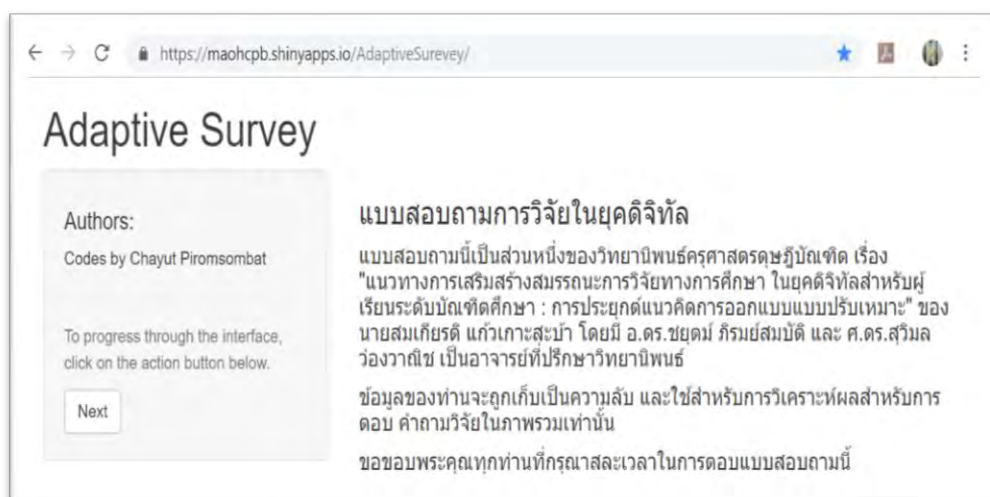 https://maohcpb.shinyapps.io/AdaptiveSurevey/
Adaptive Survey
Authors:
Codes by Chayut Piromsombat
To progress through the interface,
click on the action button below.
Next
แบบสอบถามการวิจัยในยุคดิจิทัล
แบบสอบถามนี้เป็นส่วนหนึ่งของวิทยานิพนธ์ครุศาสตรดุษฎีบัณฑิต เรื่อง
"แนวทางการเสริมสร้างสมรรถนะการวิจัยทางการศึกษา ในยุคดิจิทัลสำหรับผู้
เรียนระดับบัณฑิตศึกษา : การประยุกต์แนวคิดการออกแบบแบบปรับเหมาะ" ของ
นายสมเกียรติ แก้วเกาะสะบ้า โดยมี อ.ดร.ชยุตม์ ภิรมย์สมบัติ และ ศ.ดร.สุวิมล
ว่องวาณิช เป็นอาจารย์ที่ปรึกษาวิทยานิพนธ์
ข้อมูลของท่านจะถูกเก็บเป็นความลับ และใช้สำหรับการวิเคราะห์ผลสำหรับการ
ตอบ คำถามวิจัยในภาพรวมเท่านั้น
ขอขอบพระคุณทุกท่านที่กรุณาสละเวลาในการตอบแบบสอบถามนี้